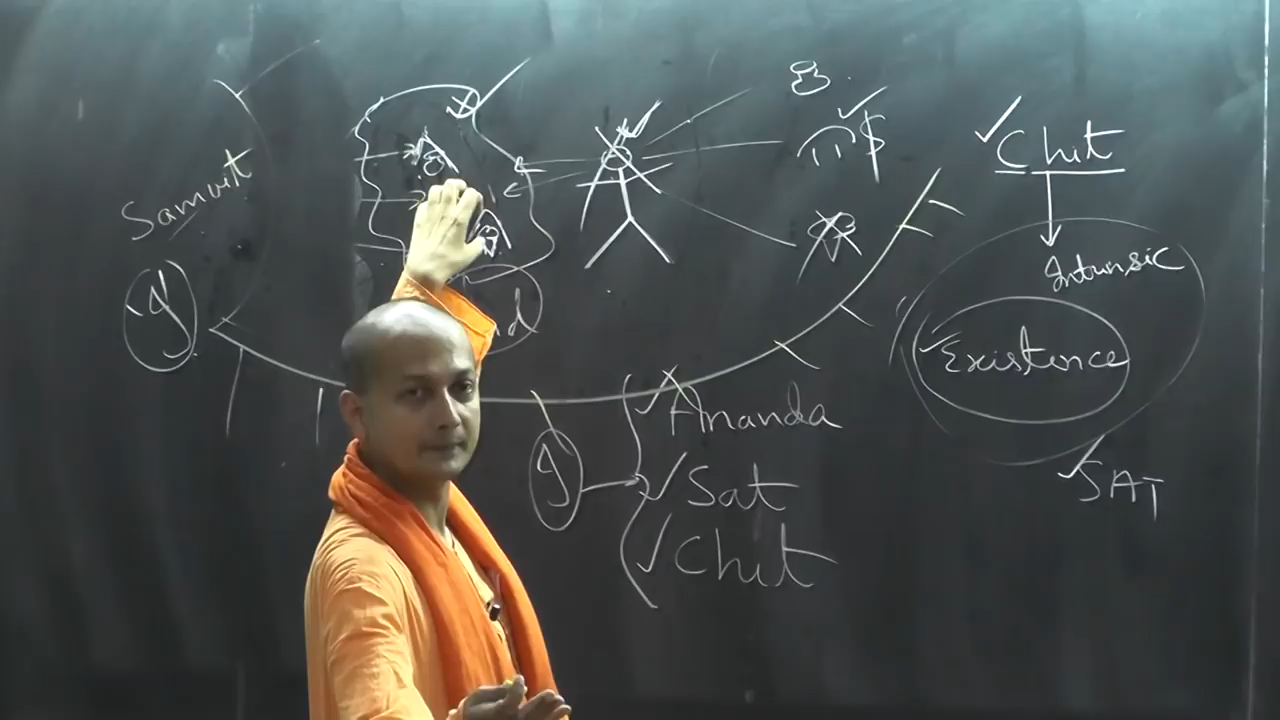 Samvit
I
$
Chit
Intrinsic
Existence
SAT
I
Ananda
Sat
Chit